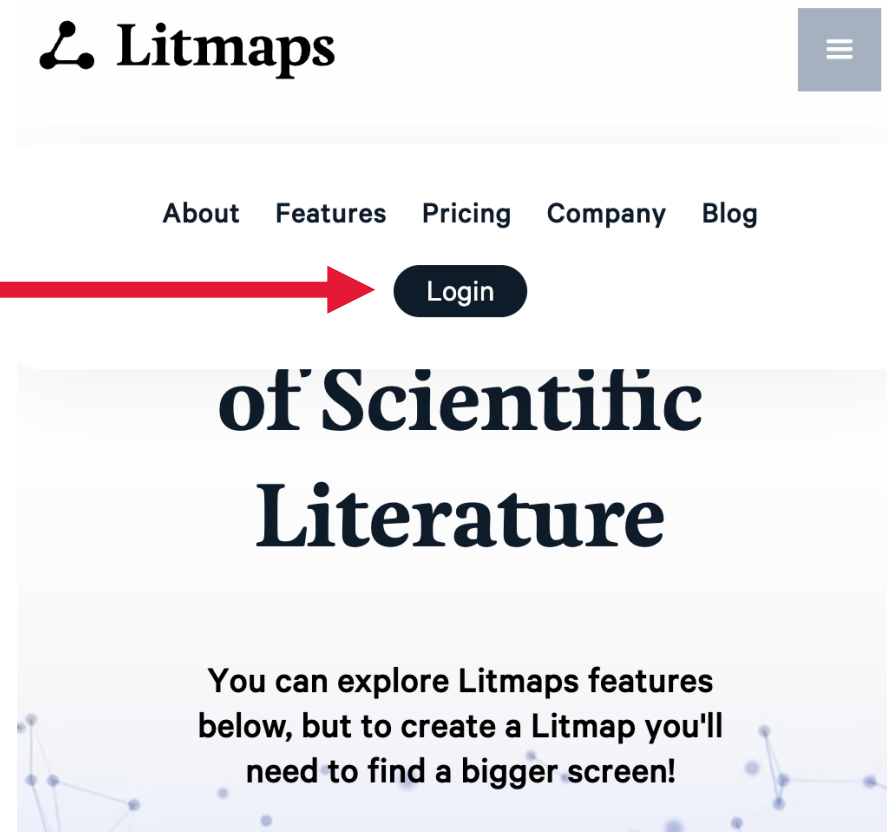 Litmaps
About Features Pricing Company Blog
Login
of Scientific
Literature
You can explore Litmaps features
below, but to create a Litmap you'll
need to find a bigger screen!